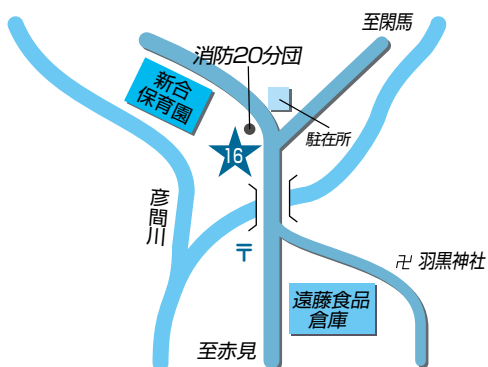 至閑馬
消防20分団
新合
保育園
駐在所
16
彦間川
〒
卍 羽黒神社
遠藤食品
倉庫
至赤見